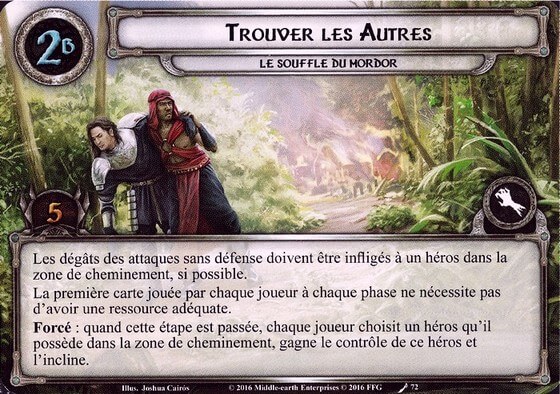 2B
TROUVER LES AUTRES
LE SOUFFLE DU MORDOR
5
Les dégâts des attaques sans défense doivent être infligés à un héros dans la
zone de cheminement, si possible.
La première carte jouée par chaque joueur à chaque phase ne nécessite pas
d'avoir une ressource adéquate.
Forcé : quand cette étape est passée, chaque joueur choisit un héros qu'il
possède dans la zone de cheminement, gagne le contrôle de ce héros et
l'incline.
Illus. Joshua Cairós © 2016 Middle-earth Enterprises © 2016 FFG 72